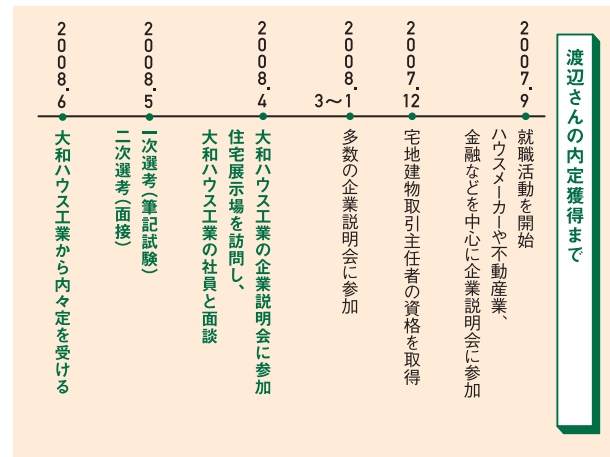 渡辺さんの内定獲得まで
2007.9
就職活動を開始
ハウスメーカーや不動産業、
金融などを中心に企業説明会に参加
2007.12
宅地建物取引主任者の資格を取得
2008.1〜3
多数の企業説明会に参加
2008.4
大和ハウス工業の企業説明会に参加
住宅展示場を訪問し、
大和ハウス工業の社員と面談
2008.5
一次選考（筆記試験）
二次選考（面接）
2008.6
大和ハウス工業から内々定を受ける